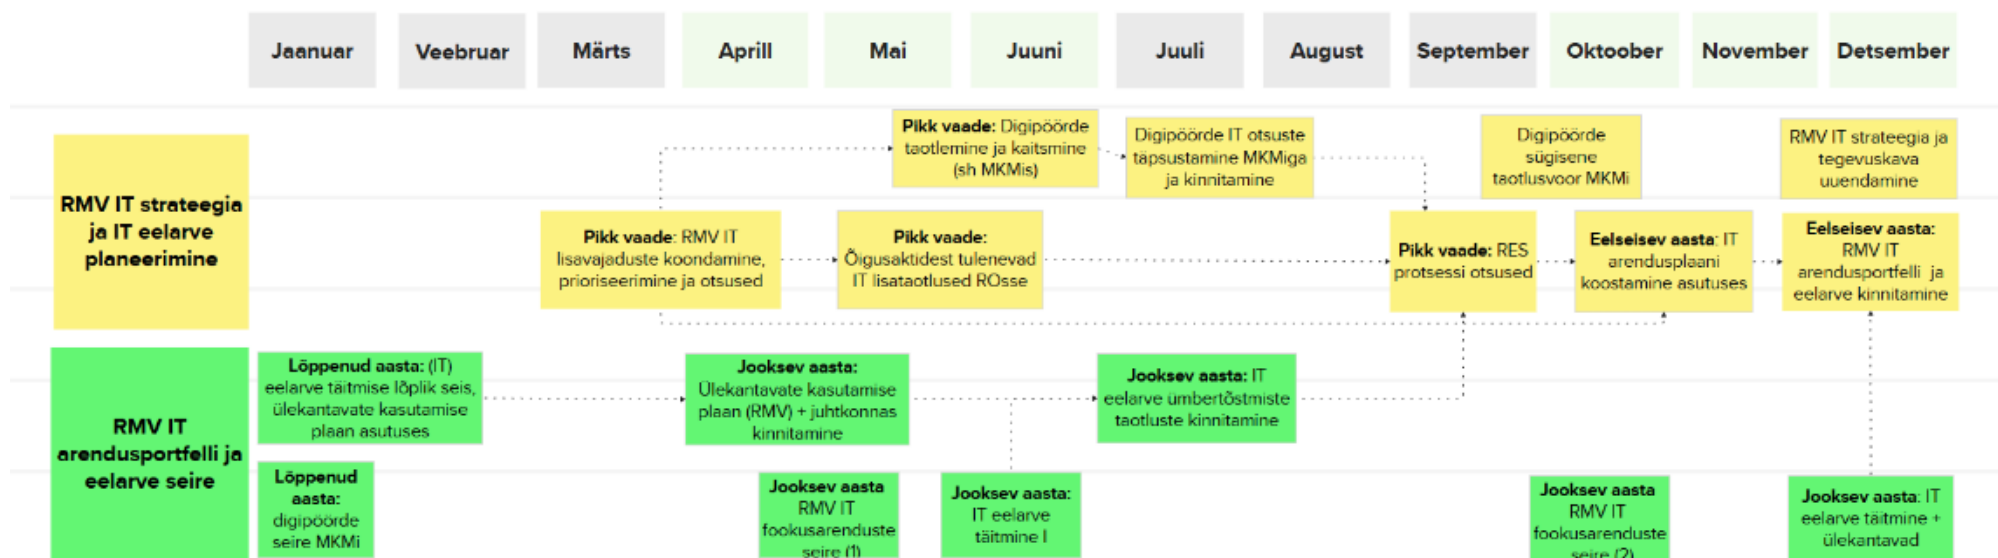 Jaanuar
Veebruar
Märts
Aprill
Mai
Juuni
Juuli
August
September
Oktoober
November
Detsember
RMV IT strateegia
ja IT eelarve
planeerimine
Pikk vaade: Digipöörde
taotlemine ja kaitsmine
(sh MKMis)
Digipöörde IT otsuste
täpsustamine MKMiga
ja kinnitamine
Digipöörde
sügisene
taotlusvoor MKMi
RMV IT strateegia ja
tegevuskava
uuendamine
Pikk vaade: RMV IT
lisavajaduste koondamine,
prioriseerimine ja otsused
Pikk vaade:
Õigusaktidest tulenevad
IT lisataotlused ROsse
Pikk vaade: RES
protsessi otsused
Eelseisev aasta: IT
arendusplaani
koostamine asutuses
Eelseisev aasta:
RMV IT
arendusportfelli ja
eelarve kinnitamine
RMV IT
arendusportfelli ja
eelarve seire
Lõppenud aasta: (IT)
eelarve täitmise lõplik seis,
ülekantavate kasutamise
plaan asutuses
Jooksev aasta:
Ülekantavate kasutamise
plaan (RMV) + juhtkonnas
kinnitamine
Jooksev aasta: IT
eelarve ümbertõstmiste
taotluste kinnitamine
Lõppenud
aasta:
digipöörde
seire MKMi
Jooksev aasta
RMV IT
fookusarenduste
seire (1)
Jooksev aasta:
IT eelarve
täitmine I
Jooksev aasta
RMV IT
fookusarenduste
seire (2)
Jooksev aasta: IT
eelarve täitmine +
ülekantavad